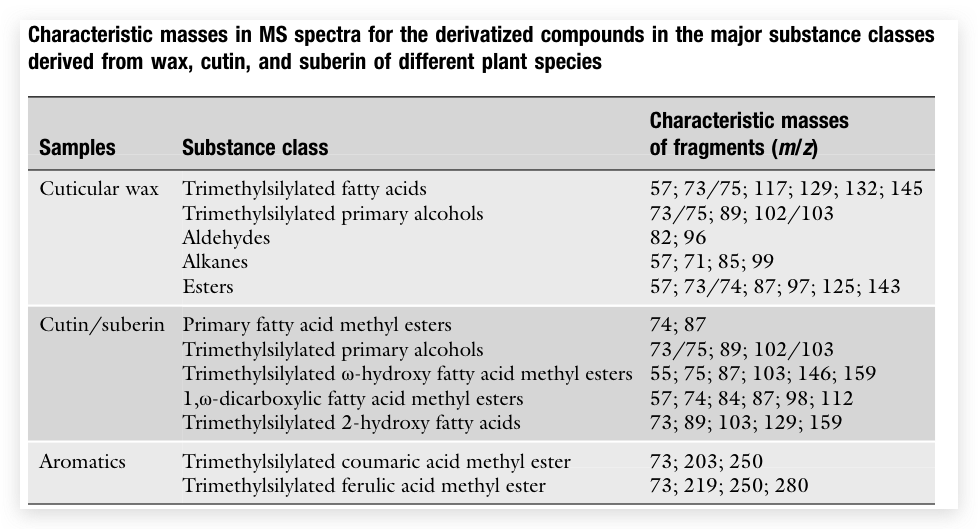 Characteristic masses in MS spectra for the derivatized compounds in the major substance classes
derived from wax, cutin, and suberin of different plant species
Samples Substance class Characteristic masses of fragments (m/z)
Cuticular wax Trimethylsilylated fatty acids 57; 73/75; 117; 129; 132; 145
Trimethylsilylated primary alcohols 73/75; 89; 102/103
Aldehydes 82; 96
Alkanes 57; 71; 85; 99
Esters 57; 73/74; 87; 97; 125; 143
Cutin/suberin Primary fatty acid methyl esters 74; 87
Trimethylsilylated primary alcohols 73/75; 89; 102/103
Trimethylsilylated ω-hydroxy fatty acid methyl esters 55; 75; 87; 103; 146; 159
1,ω-dicarboxylic fatty acid methyl esters 57; 74; 84; 87; 98; 112
Trimethylsilylated 2-hydroxy fatty acids 73; 89; 103; 129; 159
Aromatics Trimethylsilylated coumaric acid methyl ester 73; 203; 250
Trimethylsilylated ferulic acid methyl ester 73; 219; 250; 280